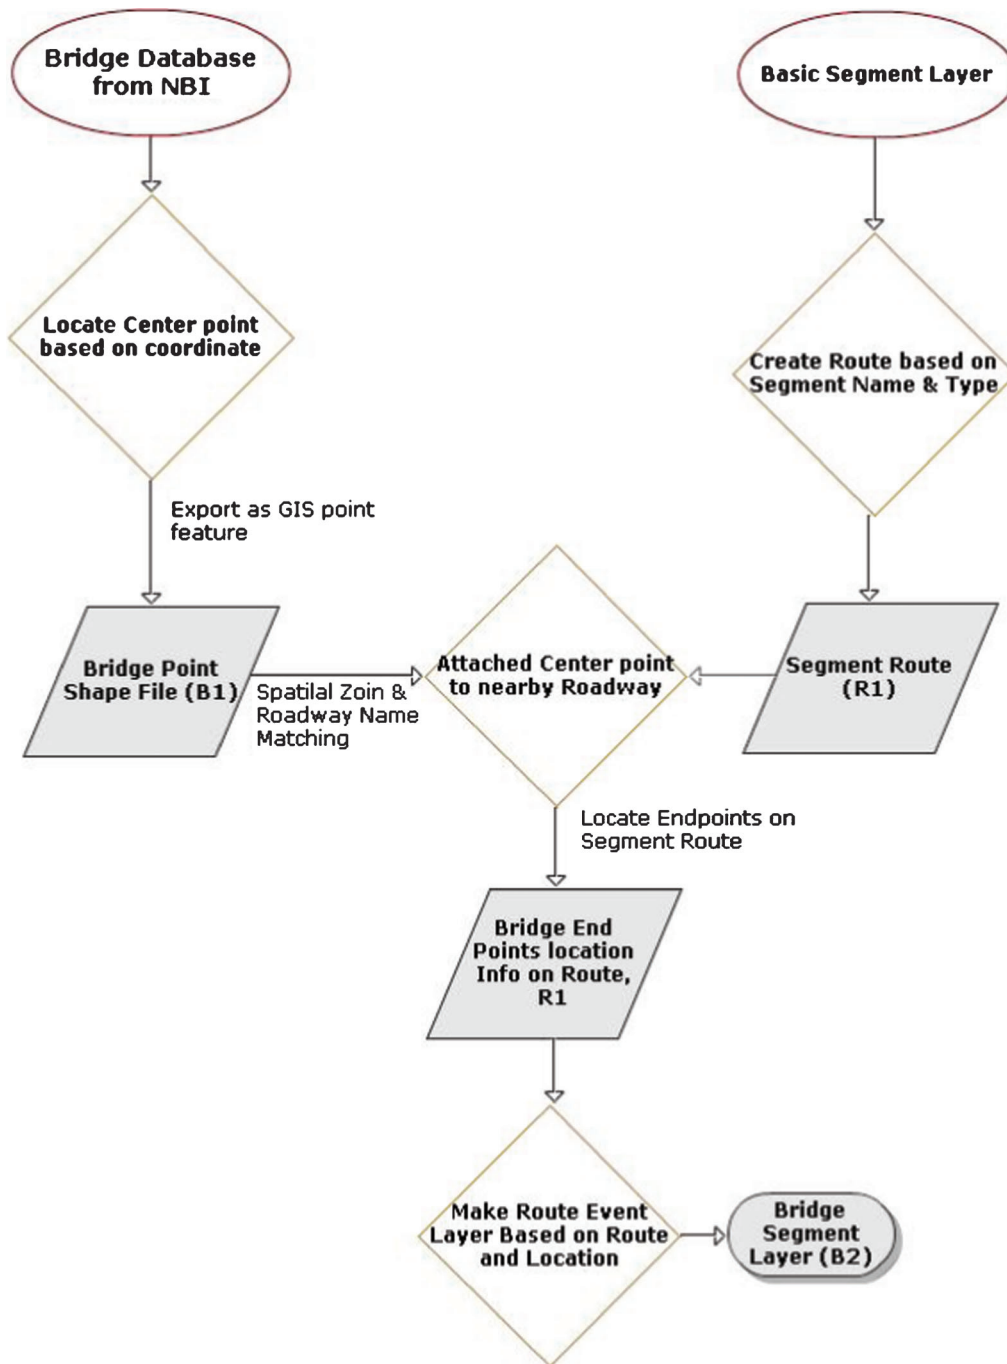 Bridge Database
from NBI
Basic Segment Layer
Locate Center point
based on coordinate
Create Route based on
Segment Name & Type
Export as GIS point
feature
Bridge Point
Shape File (B1)
Spatilal Zoin &
Roadway Name
Matching
Attached Center point
to nearby Roadway
Segment Route
(R1)
Locate Endpoints on
Segment Route
Bridge End
Points location
Info on Route,
R1
Make Route Event
Layer Based on Route
and Location
Bridge
Segment
Layer (B2)